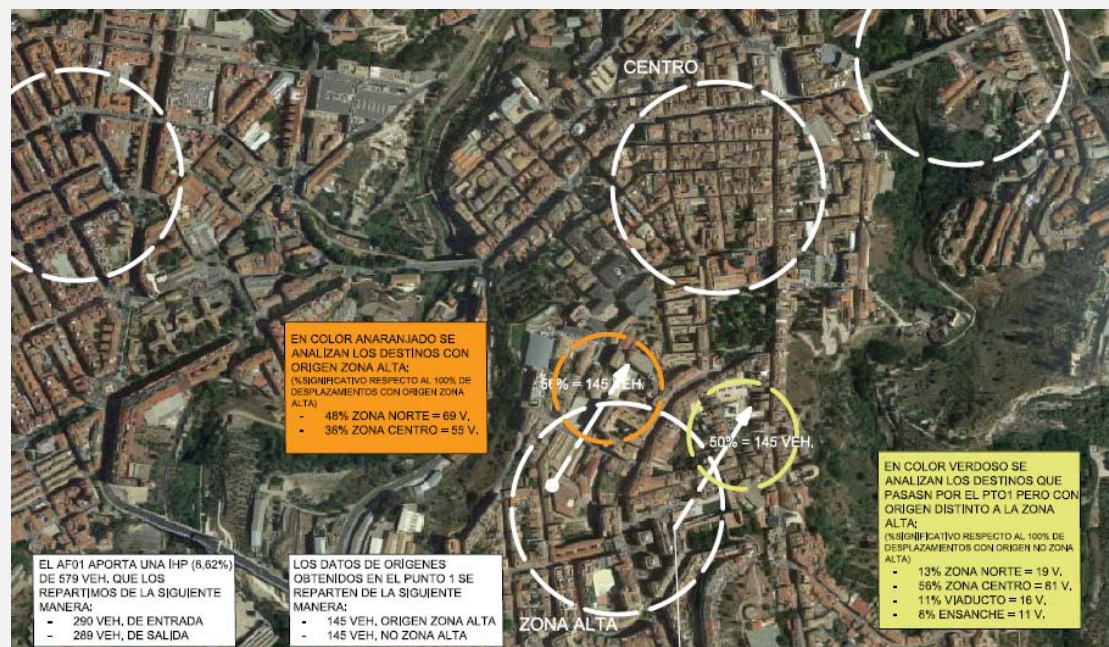 CENTRO
EN COLOR ANARANJADO SE
ANALIZAN LOS DESTINOS CON
ORIGEN ZONA ALTA:
(%SIGNIFICATIVO RESPECTO AL 100% DE
DESPLAZAMIENTOS CON ORIGEN ZONA
ALTA)
- 48% ZONA NORTE = 69 V.
- 38% ZONA CENTRO = 55 V.
50% = 145 VEH.
50% = 145 VEH.
EN COLOR VERDOSO SE
ANALIZAN LOS DESTINOS QUE
PASASN POR EL PTO1 PERO CON
ORIGEN DISTINTO A LA ZONA
ALTA:
(%SIGNIFICATIVO RESPECTO AL 100% DE
DESPLAZAMIENTOS CON ORIGEN NO ZONA
ALTA)
- 13% ZONA NORTE = 19 V.
- 56% ZONA CENTRO = 81 V.
- 11% VIADUCTO = 16 V.
- 8% ENSANCHE = 11 V.
EL AF01 APORTA UNA IHP (8,62%)
DE 579 VEH. QUE LOS
REPARTIMOS DE LA SIGUIENTE
MANERA:
- 290 VEH. DE ENTRADA
- 289 VEH. DE SALIDA
LOS DATOS DE ORÍGENES
OBTENIDOS EN EL PUNTO 1 SE
REPARTEN DE LA SIGUIENTE
MANERA:
- 145 VEH. ORIGEN ZONA ALTA
- 145 VEH. NO ZONA ALTA
ZONA ALTA